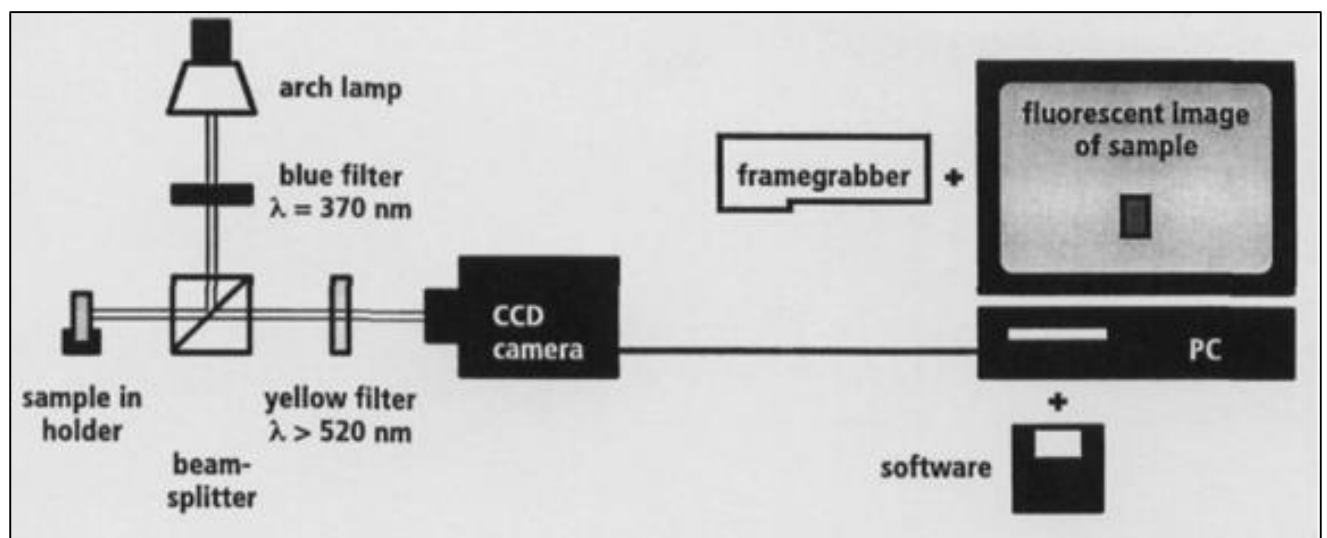 arch lamp
blue filter
λ = 370 nm
sample in
holder
beam-
splitter
yellow filter
λ > 520 nm
CCD
camera
framegrabber
+
fluorescent image
of sample
PC
+
software